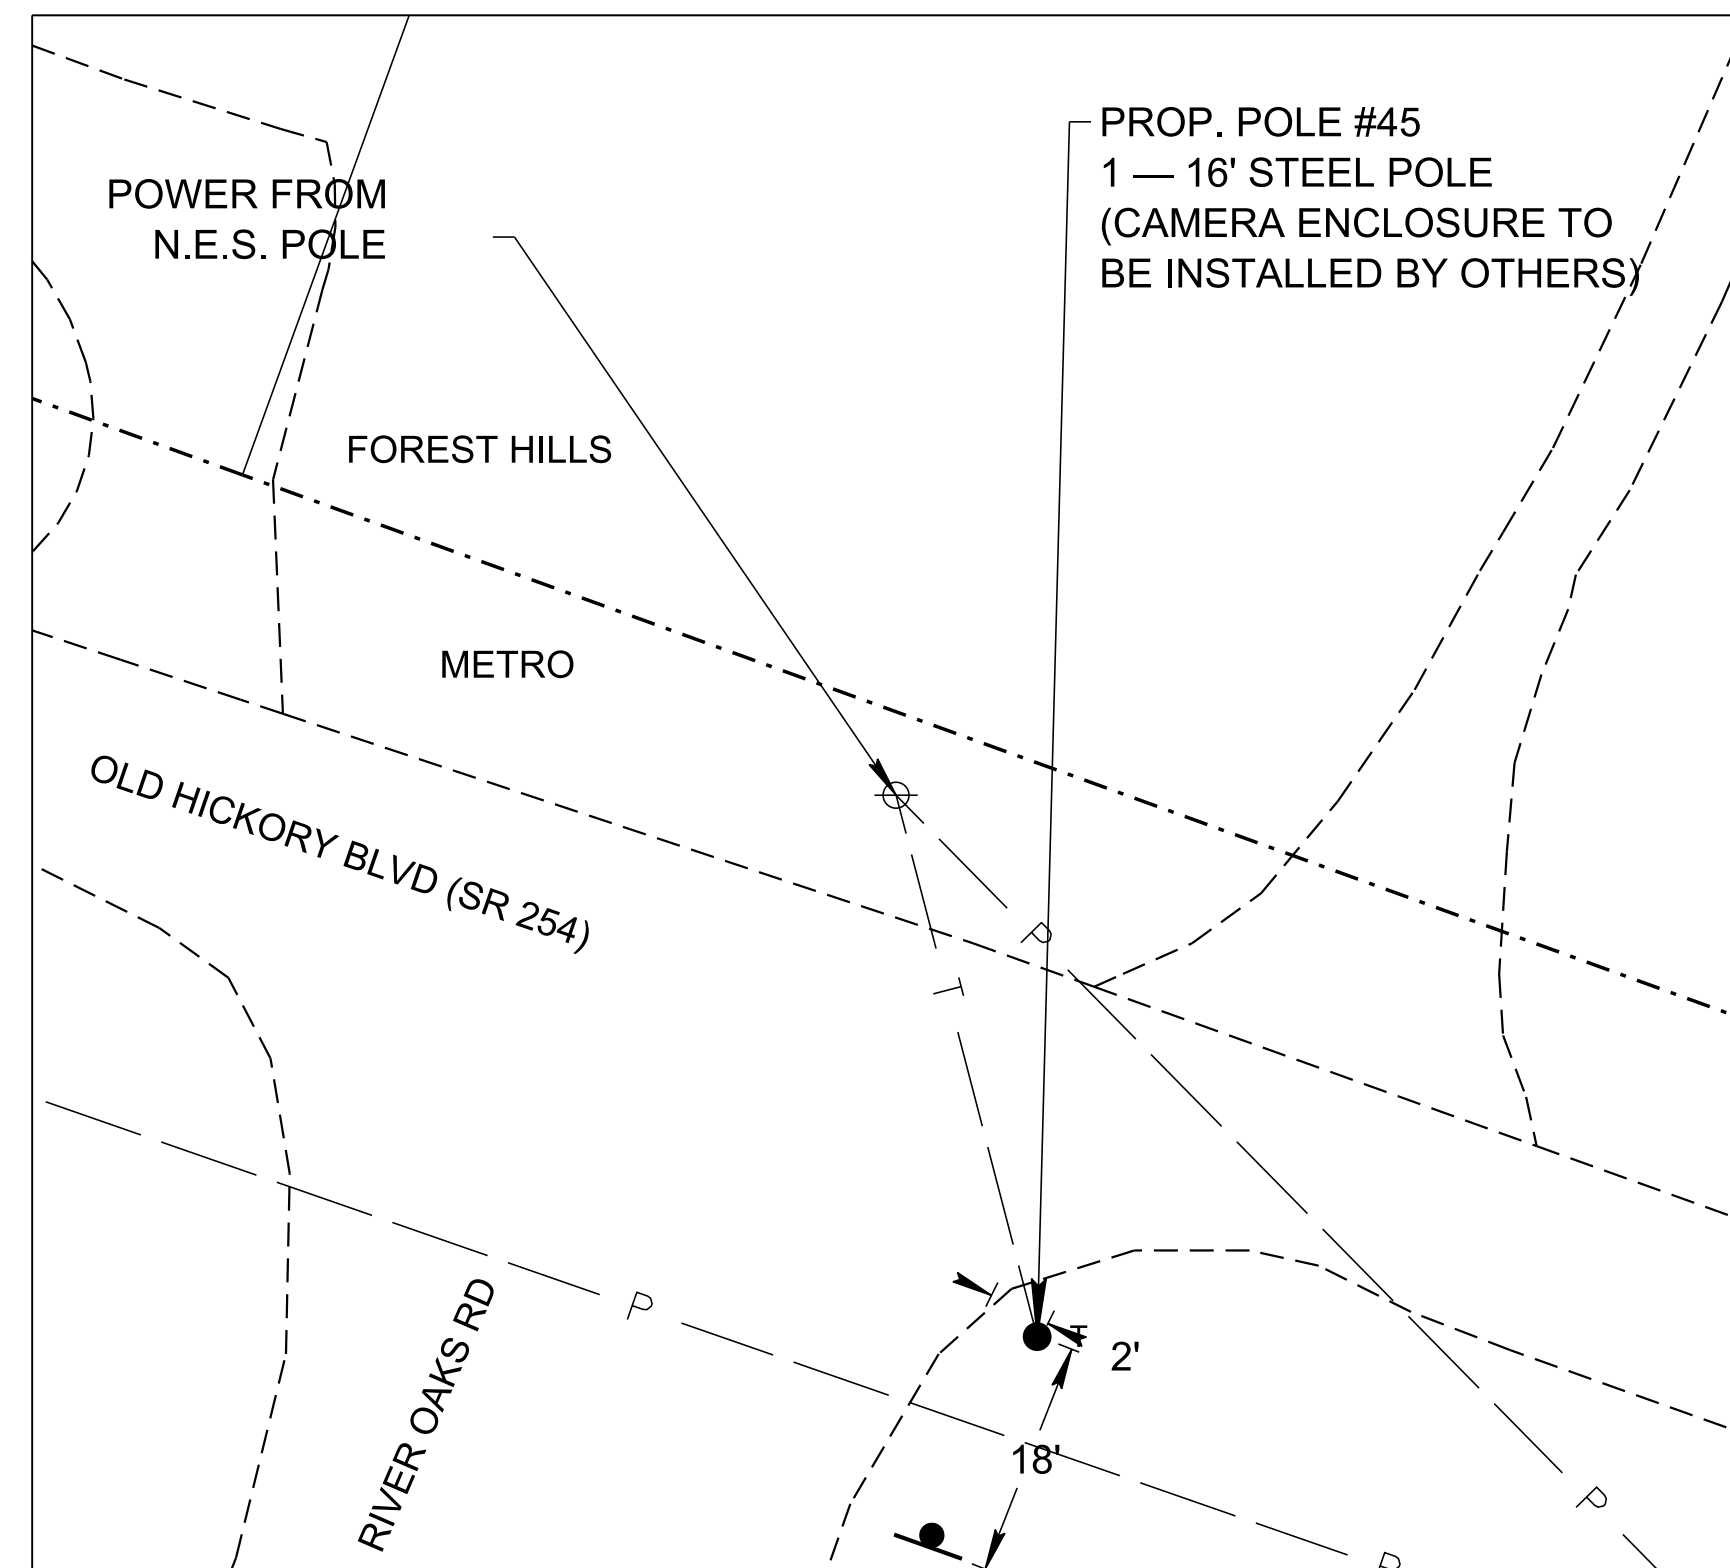 PROP. POLE #45
1 — 16' STEEL POLE
(CAMERA ENCLOSURE TO
BE INSTALLED BY OTHERS)
POWER FROM
N.E.S. POLE
FOREST HILLS
METRO
OLD HICKORY BLVD (SR 254)
P
T
P
RIVER OAKS RD
T
2'
18'
P
P